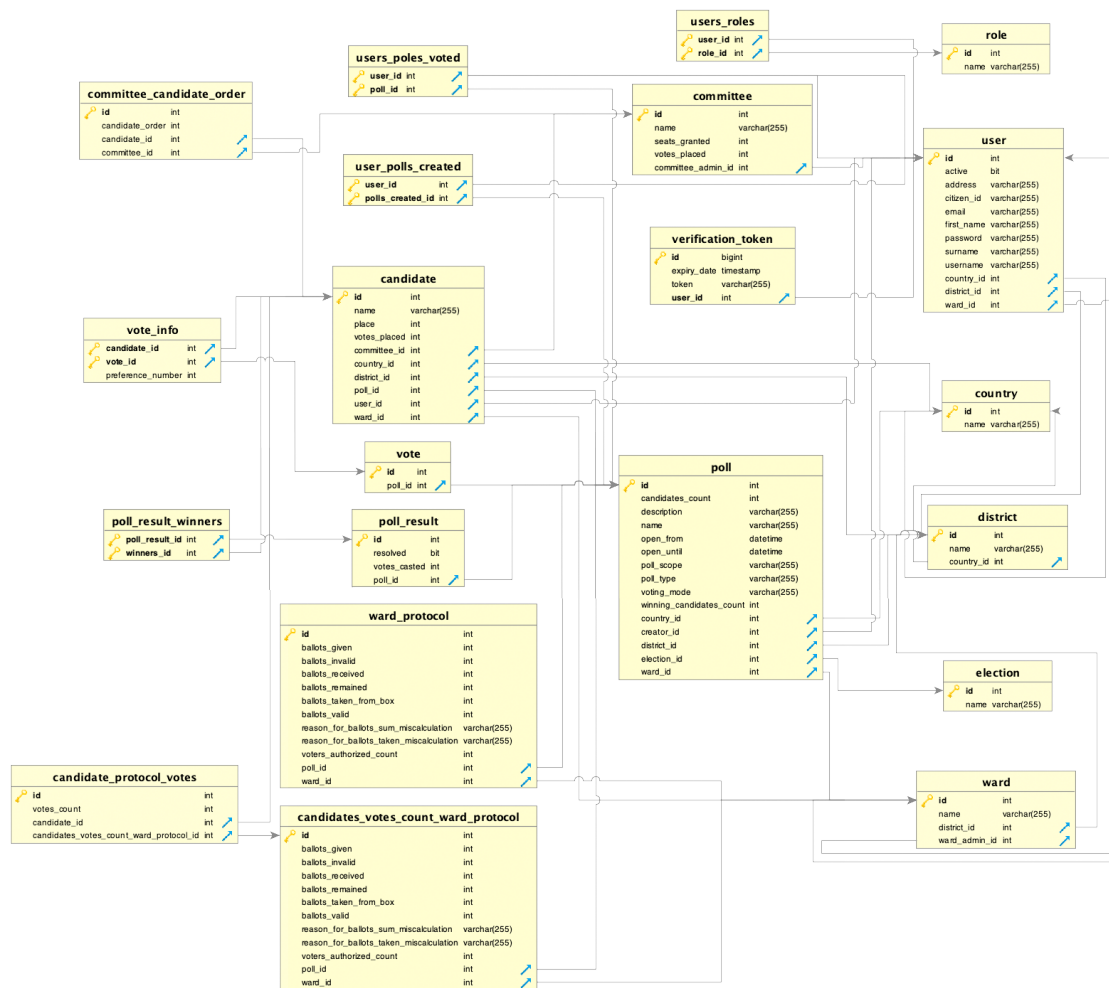 users_roles
user_id int
role_id int
role
id int
name varchar(255)
users_poles_voted
user_id int
poll_id int
committee_candidate_order
id int
candidate_order int
candidate_id int
committee_id int
committee
id int
name varchar(255)
seats_granted int
votes_placed int
committee_admin_id int
user
id int
active bit
address varchar(255)
citizen_id varchar(255)
email varchar(255)
first_name varchar(255)
password varchar(255)
surname varchar(255)
username varchar(255)
country_id int
district_id int
ward_id int
user_polls_created
user_id int
polls_created_id int
verification_token
id bigint
expiry_date timestamp
token varchar(255)
user_id int
candidate
id int
name varchar(255)
place int
votes_placed int
committee_id int
country_id int
district_id int
poll_id int
user_id int
ward_id int
vote_info
candidate_id int
vote_id int
preference_number int
country
id int
name varchar(255)
vote
id int
poll_id int
poll
id int
candidates_count int
description varchar(255)
name varchar(255)
open_from datetime
open_until datetime
poll_scope varchar(255)
poll_type varchar(255)
voting_mode varchar(255)
winning_candidates_count int
country_id int
creator_id int
district_id int
election_id int
ward_id int
poll_result_winners
poll_result_id int
winners_id int
poll_result
id int
resolved bit
votes_casted int
poll_id int
district
id int
name varchar(255)
country_id int
ward_protocol
id int
ballots_given int
ballots_invalid int
ballots_received int
ballots_remained int
ballots_taken_from_box int
ballots_valid int
reason_for_ballots_sum_miscalculation varchar(255)
reason_for_ballots_taken_miscalculation varchar(255)
voters_authorized_count int
poll_id int
ward_id int
election
id int
name varchar(255)
candidate_protocol_votes
id int
votes_count int
candidate_id int
candidates_votes_count_ward_protocol_id int
ward
id int
name varchar(255)
district_id int
ward_admin_id int
candidates_votes_count_ward_protocol
id int
ballots_given int
ballots_invalid int
ballots_received int
ballots_remained int
ballots_taken_from_box int
ballots_valid int
reason_for_ballots_sum_miscalculation varchar(255)
reason_for_ballots_taken_miscalculation varchar(255)
voters_authorized_count int
poll_id int
ward_id int